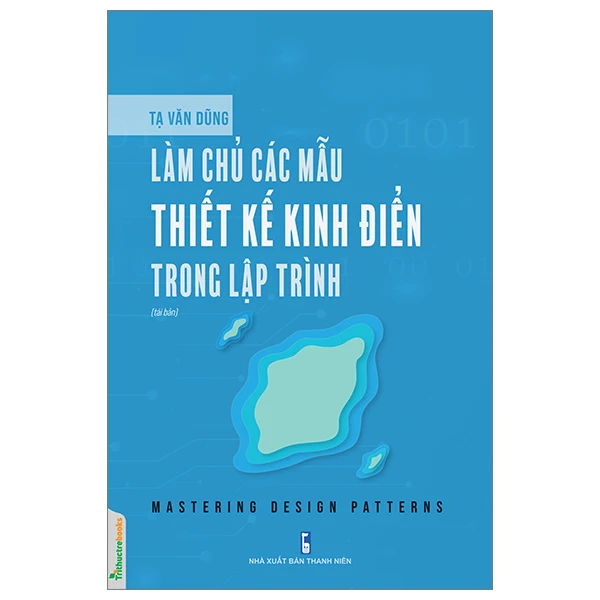 TẠ VĂN DŨNG
0101
LÀM CHỦ CÁC MẪU
THIẾT KẾ KINH ĐIỂN
TRONG LẬP TRÌNH
(tái bản)
MASTERING DESIGN PATTERNS
Trithuctrebooks
NHÀ XUẤT BẢN THANH NIÊN